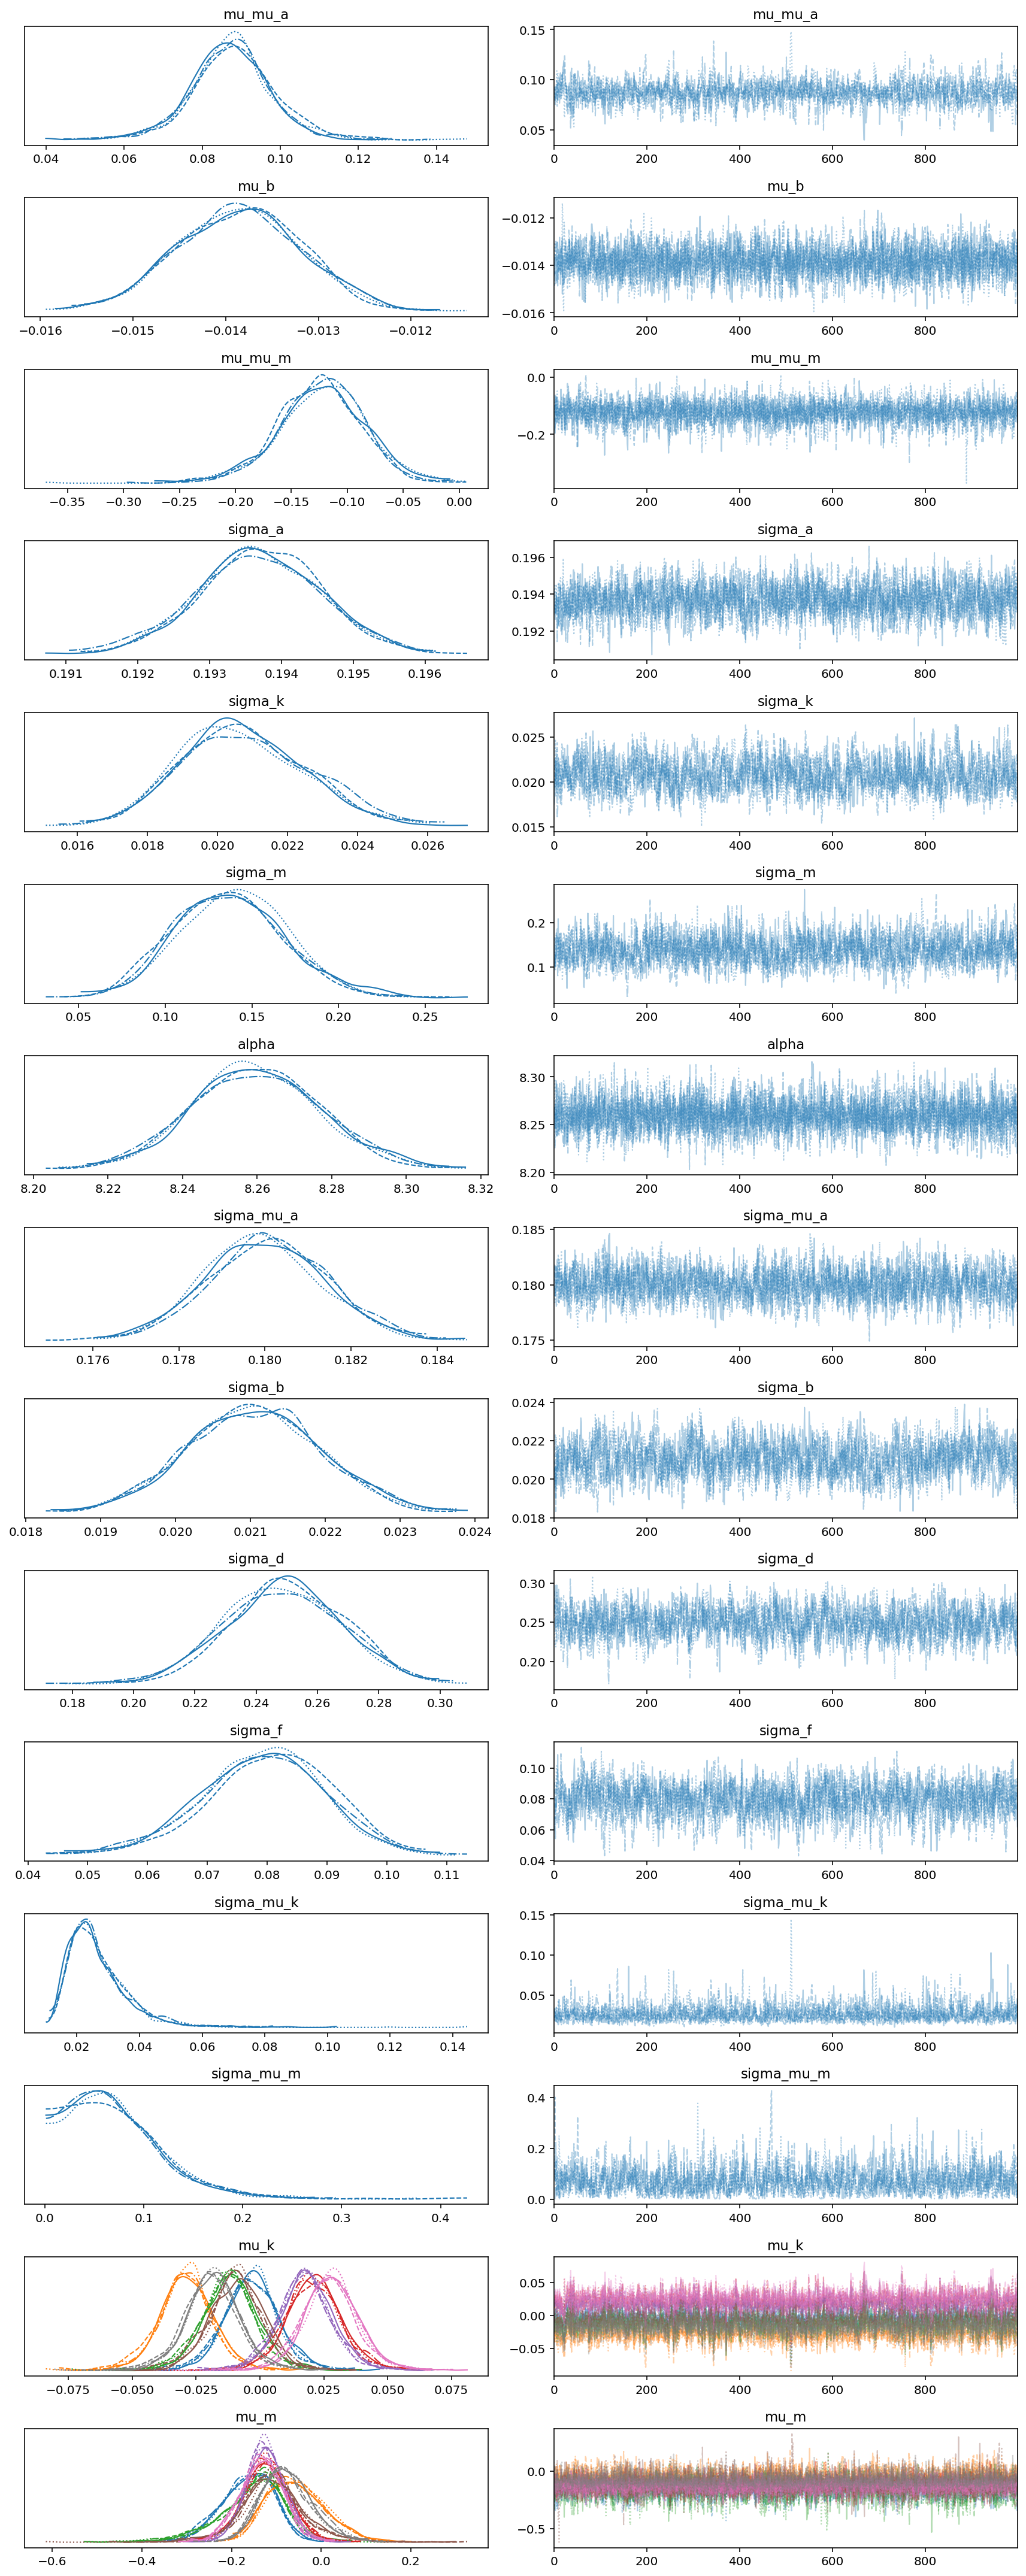 mu_mu_a mu_mu_a
0.15
0.10
0.05
0.04 0.06 0.08 0.10 0.12 0.14 0 200 400 600 800
mu_b mu_b
−0.012
−0.014
−0.016
−0.016 −0.015 −0.014 −0.013 −0.012 0 200 400 600 800
mu_mu_m mu_mu_m
0.0
−0.2
−0.35 −0.30 −0.25 −0.20 −0.15 −0.10 −0.05 0.00 0 200 400 600 800
sigma_a sigma_a
0.196
0.194
0.192
0.191 0.192 0.193 0.194 0.195 0.196 0 200 400 600 800
sigma_k sigma_k
0.025
0.020
0.015
0.016 0.018 0.020 0.022 0.024 0.026 0 200 400 600 800
sigma_m sigma_m
0.2
0.1
0.05 0.10 0.15 0.20 0.25 0 200 400 600 800
alpha alpha
8.30
8.25
8.20
8.20 8.22 8.24 8.26 8.28 8.30 8.32 0 200 400 600 800
sigma_mu_a sigma_mu_a
0.185
0.180
0.175
0.176 0.178 0.180 0.182 0.184 0 200 400 600 800
sigma_b sigma_b
0.024
0.022
0.020
0.018
0.018 0.019 0.020 0.021 0.022 0.023 0.024 0 200 400 600 800
sigma_d sigma_d
0.30
0.25
0.20
0.18 0.20 0.22 0.24 0.26 0.28 0.30 0 200 400 600 800
sigma_f sigma_f
0.10
0.08
0.06
0.04
0.04 0.05 0.06 0.07 0.08 0.09 0.10 0.11 0 200 400 600 800
sigma_mu_k sigma_mu_k
0.15
0.10
0.05
0.02 0.04 0.06 0.08 0.10 0.12 0.14 0 200 400 600 800
sigma_mu_m sigma_mu_m
0.4
0.2
0.0
0.0 0.1 0.2 0.3 0.4 0 200 400 600 800
mu_k mu_k
0.05
0.00
−0.05
−0.075 −0.050 −0.025 0.000 0.025 0.050 0.075 0 200 400 600 800
mu_m mu_m
0.0
−0.5
−0.6 −0.4 −0.2 0.0 0.2 0 200 400 600 800